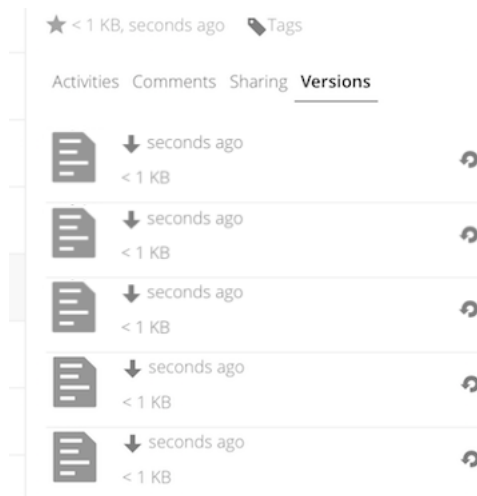 < 1 KB, seconds ago Tags
Activities Comments Sharing Versions
seconds ago
< 1 KB
seconds ago
< 1 KB
seconds ago
< 1 KB
seconds ago
< 1 KB
seconds ago
< 1 KB